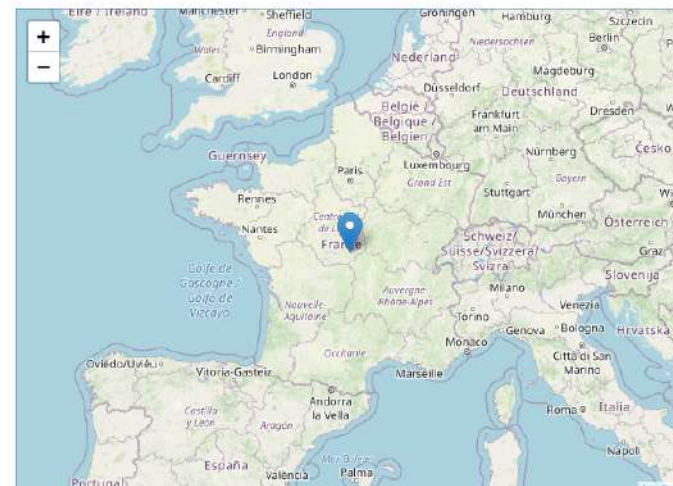 Éire / Ireland
Manchester
Sheffield
Groningen
Hamburg
Szczecin
+
England
Niedersachsen
Berlin
−
Wales
Birmingham
Nederland
Magdeburg
Cardiff
London
Düsseldorf
Deutschland
België /
Belgique /
Belgien
Frankfurt
am Main
Dresden
Guernsey
Luxembourg
Nürnberg
Česko
Paris
Grand Est
Bayern
Rennes
Stuttgart
München
Nantes
France
Schweiz/
Suisse/Svizzera/
Svizra
Österreich
Graz
Golfe de
Gascogne /
Golfo de
Vizcaya
Slovenija
Nouvelle-
Aquitaine
Auvergne-
Rhône-Alpes
Milano
Venezia
Torino
Genova
Bologna
Hrvatska
Occitanie
Monaco
Città di San
Marino
Oviedo/Uviéu
Vitoria-Gasteiz
Marseille
Andorra
la Vella
Castilla
y León
Aragón
Roma
Italia
España
Napoli
Portugal
València
Palma